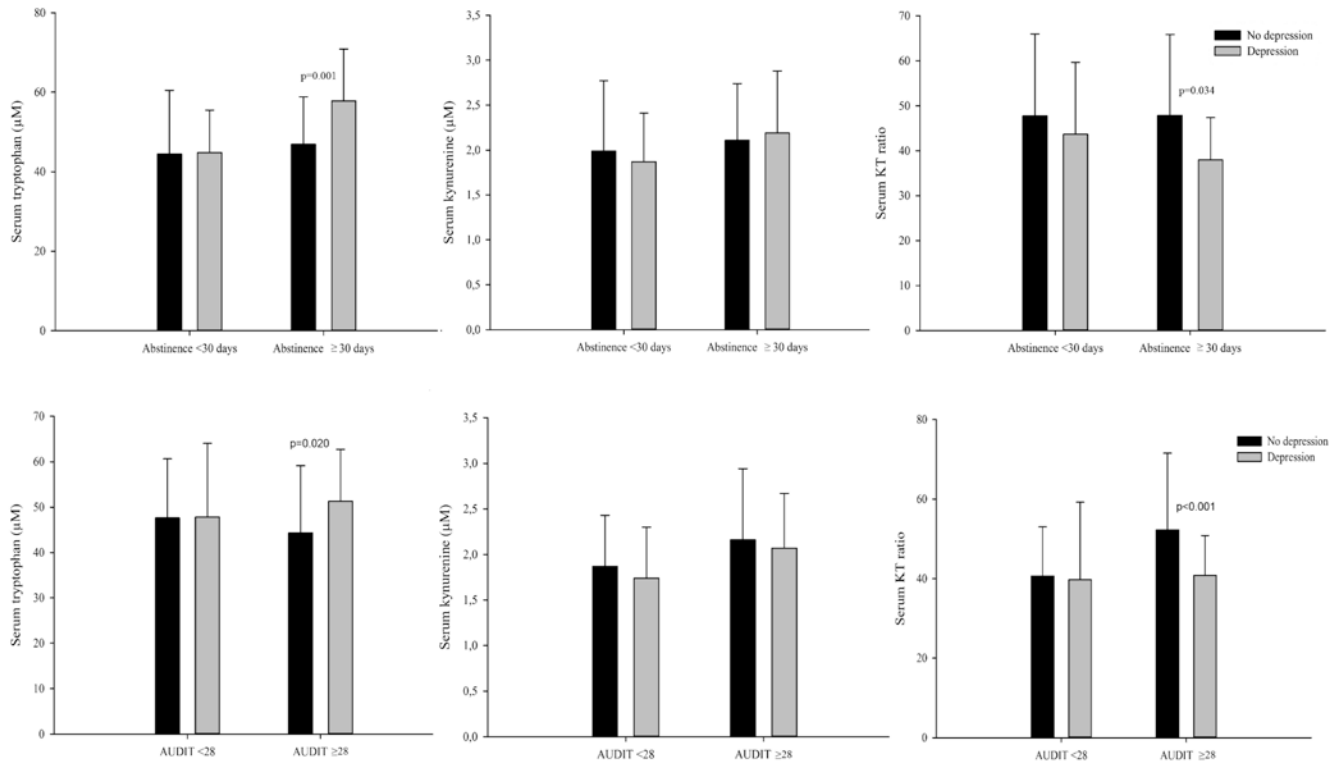 Serum tryptophan (μM)
80
60
40
20
0
p=0.001
Abstinence <30 days
Abstinence ≥ 30 days
Serum kynurenine (μM)
3,5
3,0
2,5
2,0
1,5
1,0
0,5
0,0
Abstinence <30 days
Abstinence ≥ 30 days
Serum KT ratio
70
60
50
40
30
20
10
0
No depression
Depression
p=0.034
Abstinence <30 days
Abstinence ≥ 30 days
Serum tryptophan (μM)
70
60
50
40
30
20
10
0
p=0.020
AUDIT <28
AUDIT ≥28
Serum kynurenine (μM)
3,5
3,0
2,5
2,0
1,5
1,0
0,5
0,0
AUDIT <28
AUDIT ≥28
Serum KT ratio
80
60
40
20
0
No depression
Depression
p<0.001
AUDIT <28
AUDIT ≥28